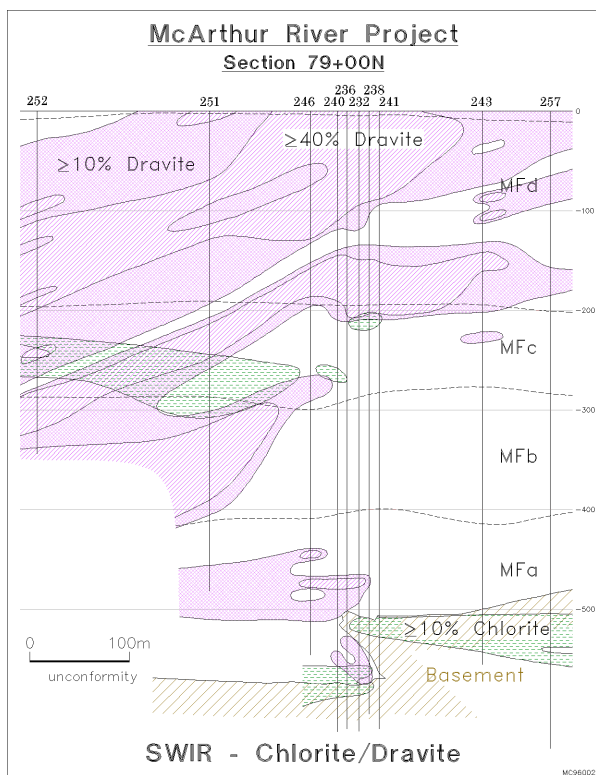 McArthur River Project
Section 79+00N
236 238
252 251 246 240 232 241 243 257
0
≥40% Dravite
≥10% Dravite
MFd
-100
-200
MFc
-300
MFb
-400
MFa
-500
≥10% Chlorite
0 100m
unconformity
Basement
SWIR - Chlorite/Dravite
MC96002